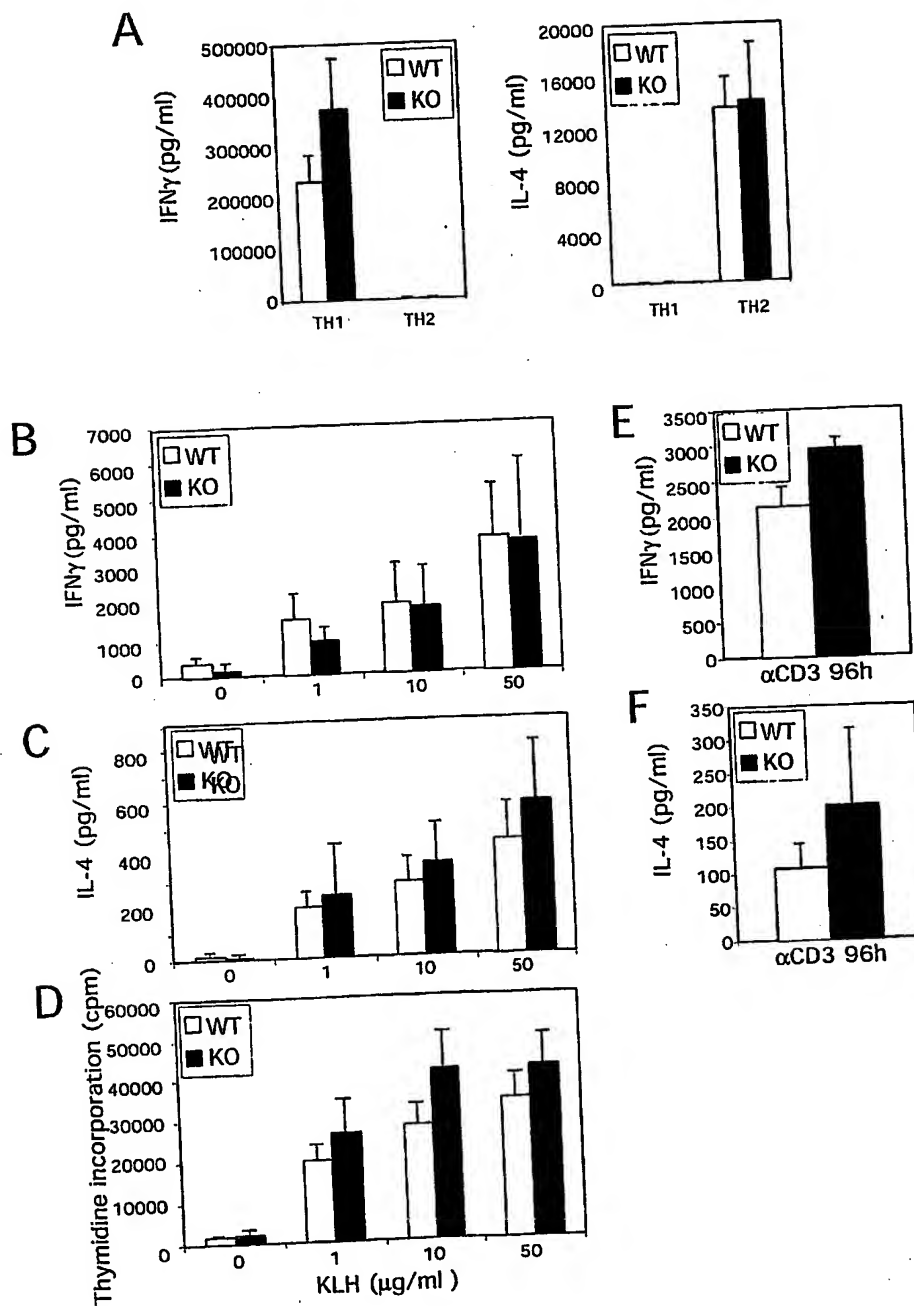 A
IFNγ (pg/ml)
500000
400000
300000
200000
100000
0
WT
KO
TH1
TH2
IL-4 (pg/ml)
20000
16000
12000
8000
4000
0
WT
KO
TH1
TH2
B
IFNγ (pg/ml)
7000
6000
5000
4000
3000
2000
1000
0
WT
KO
0
1
10
50
C
IL-4 (pg/ml)
800
600
400
200
0
WT
WT
KO
KO
0
1
10
50
D
Thymidine incorporation (cpm)
60000
50000
40000
30000
20000
10000
0
WT
KO
0
1
10
50
KLH (μg/ml)
E
IFNγ (pg/ml)
3500
3000
2500
2000
1500
1000
500
0
WT
KO
αCD3 96h
F
IL-4 (pg/ml)
350
300
250
200
150
100
50
0
WT
KO
αCD3 96h